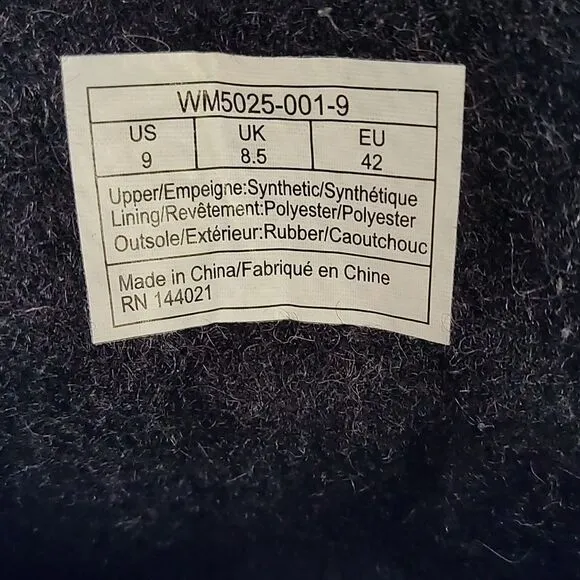 WM5025-001-9
US UK EU
9 8.5 42
Upper/Empeigne:Synthetic/Synthétique
Lining/Revêtement:Polyester/Polyester
Outsole/Extérieur:Rubber/Caoutchouc
Made in China/Fabriqué en Chine
RN 144021